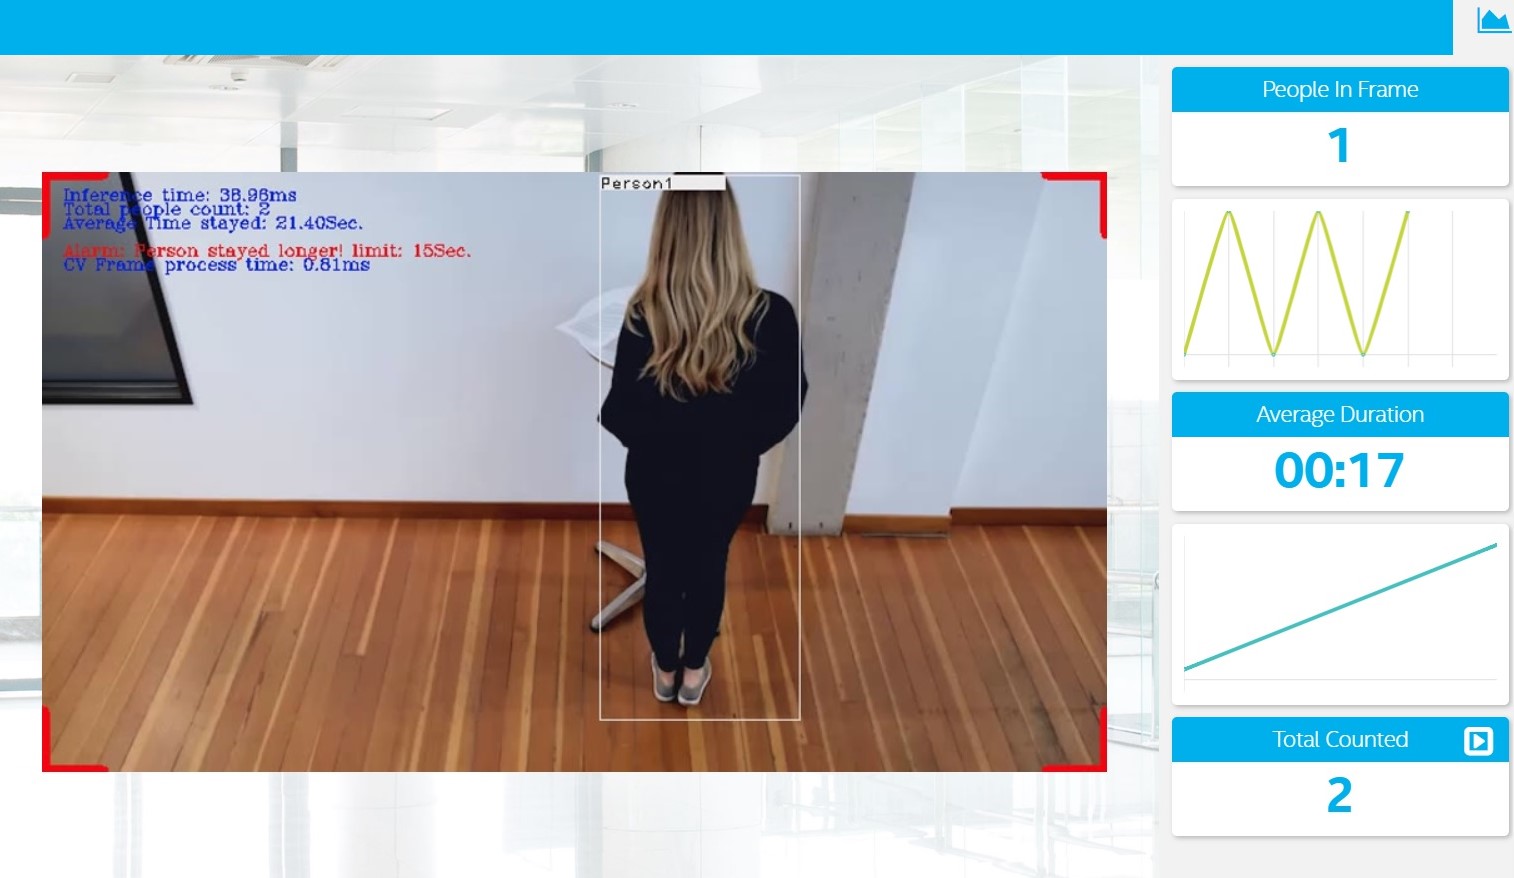 Inference time: 38.96ms
Total people count: 2
Average Time stayed: 21.40Sec.
Alarm: Person stayed longer! limit: 15Sec.
CV Frame process time: 0.81ms
Person1
People In Frame
1
Average Duration
00:17
Total Counted
2